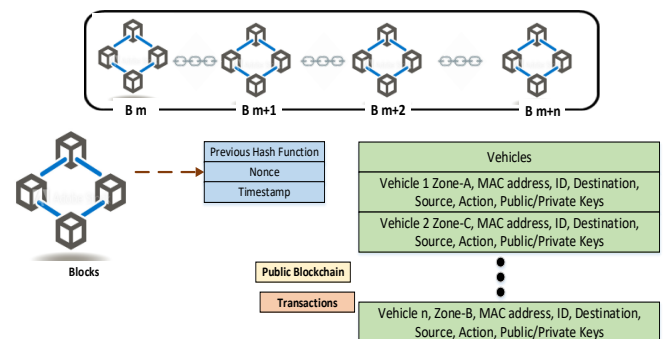 B m
B m+1
B m+2
B m+n
Previous Hash Function
Nonce
Timestamp
Blocks
Public Blockchain
Transactions
Vehicles
Vehicle 1 Zone-A, MAC address, ID, Destination,
Source, Action, Public/Private Keys
Vehicle 2 Zone-C, MAC address, ID, Destination,
Source, Action, Public/Private Keys
Vehicle n, Zone-B, MAC address, ID, Destination,
Source, Action, Public/Private Keys